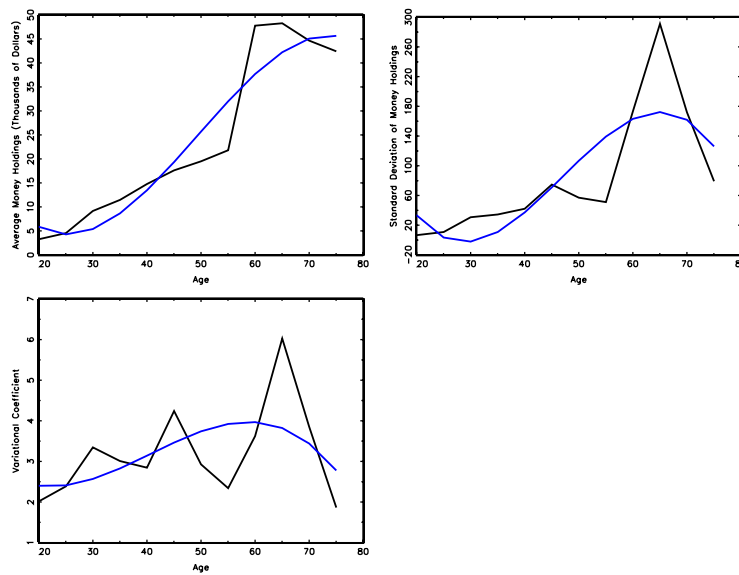 Average Money Holdings (Thousands of Dollars)
0 5 10 15 20 25 30 35 40 45 50
20 30 40 50 60 70 80
Age
Standard Deviation of Money Holdings
-20 20 60 100 140 180 220 260 300
20 30 40 50 60 70 8
Age
Variational Coefficient
1 2 3 4 5 6 7
20 30 40 50 60 70 80
Age